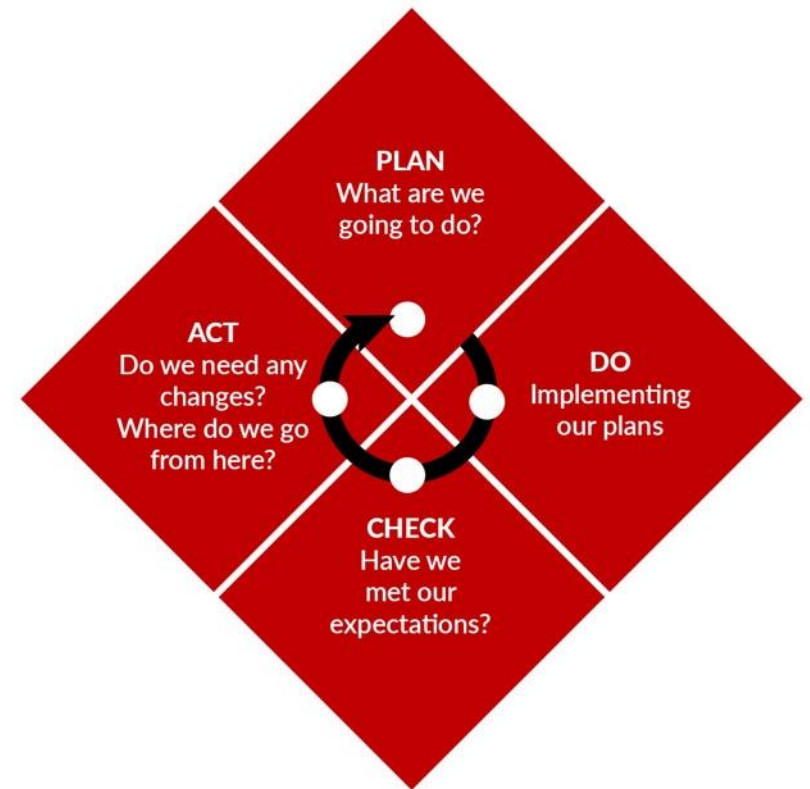 PLAN
What are we
going to do?
DO
Implementing
our plans
CHECK
Have we
met our
expectations?
ACT
Do we need any
changes?
Where do we go
from here?